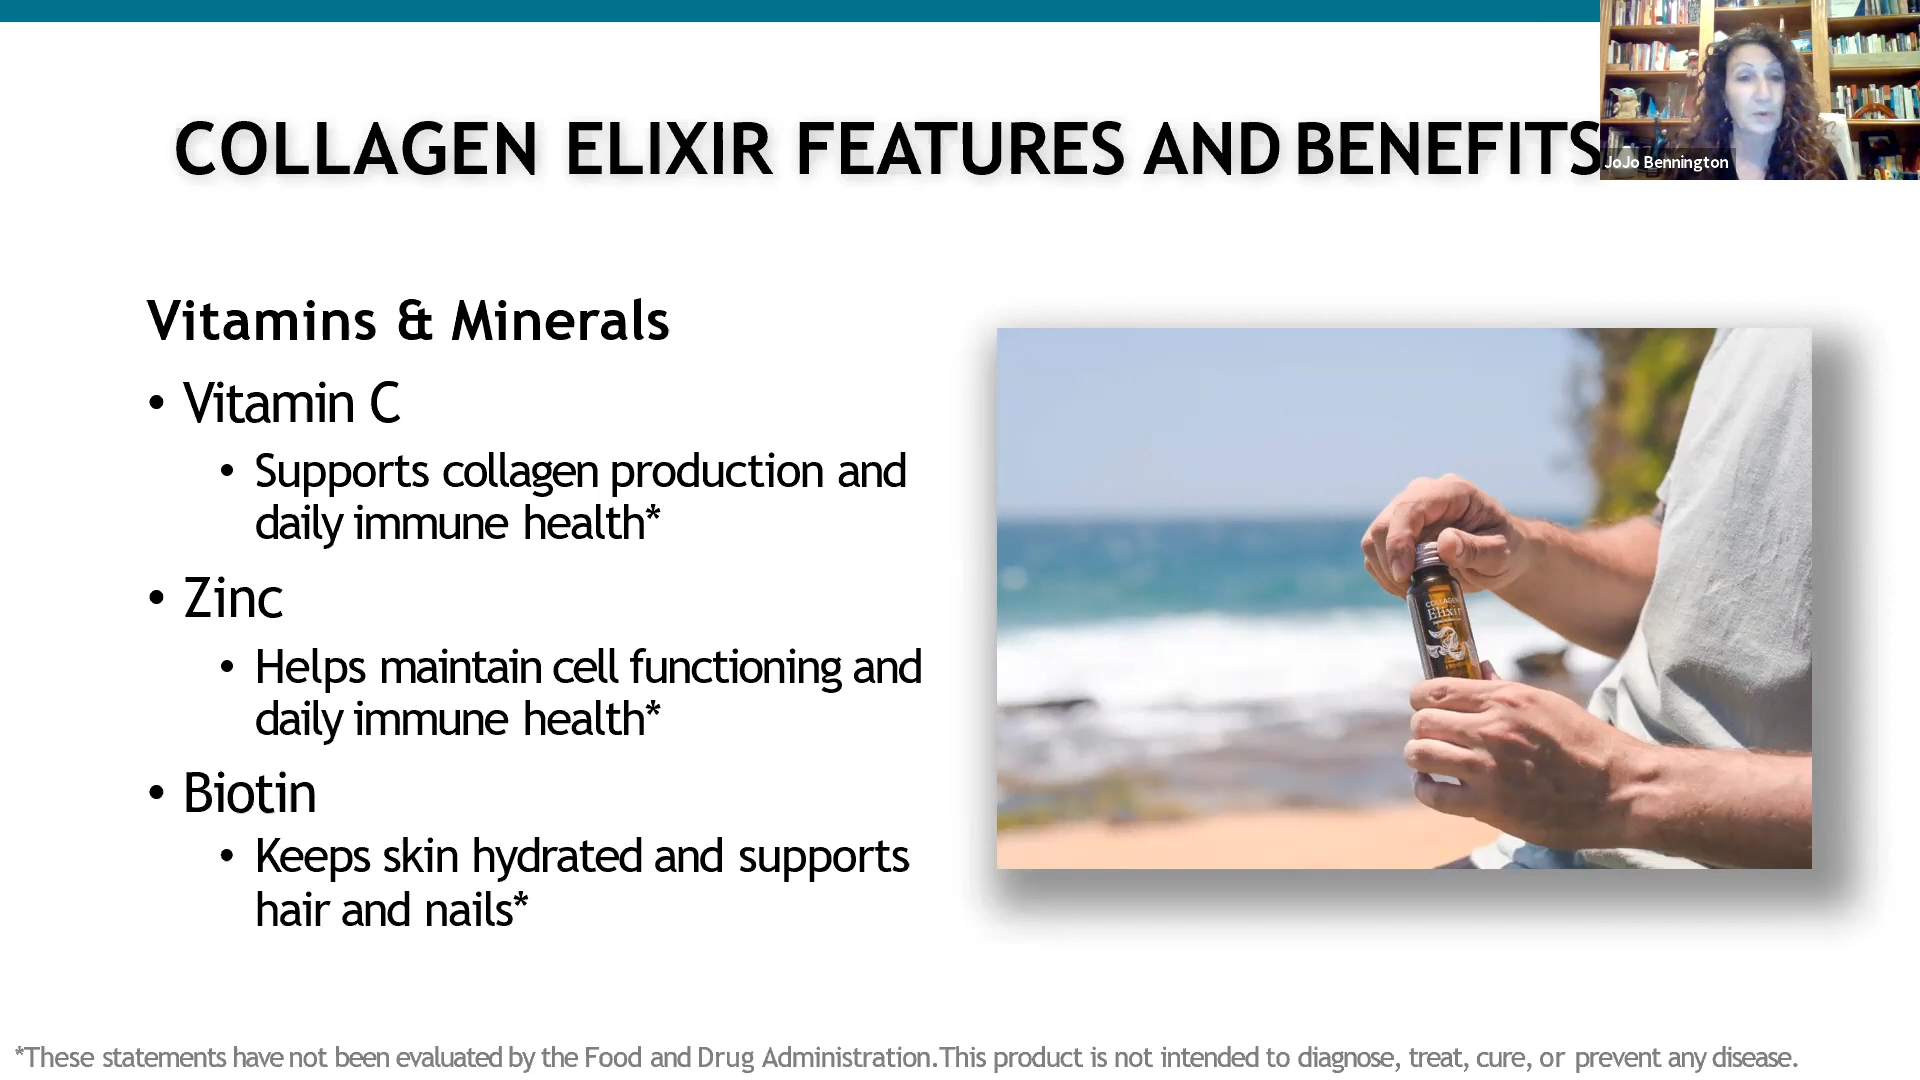 COLLAGEN ELIXIR FEATURES AND BENEFITS
JoJo Bennington
Vitamins & Minerals
• Vitamin C
• Supports collagen production and
daily immune health*
• Zinc
• Helps maintain cell functioning and
daily immune health*
• Biotin
• Keeps skin hydrated and supports
hair and nails*
COLLAGEN
Elixir
*These statements have not been evaluated by the Food and Drug Administration.This product is not intended to diagnose, treat, cure, or prevent any disease.